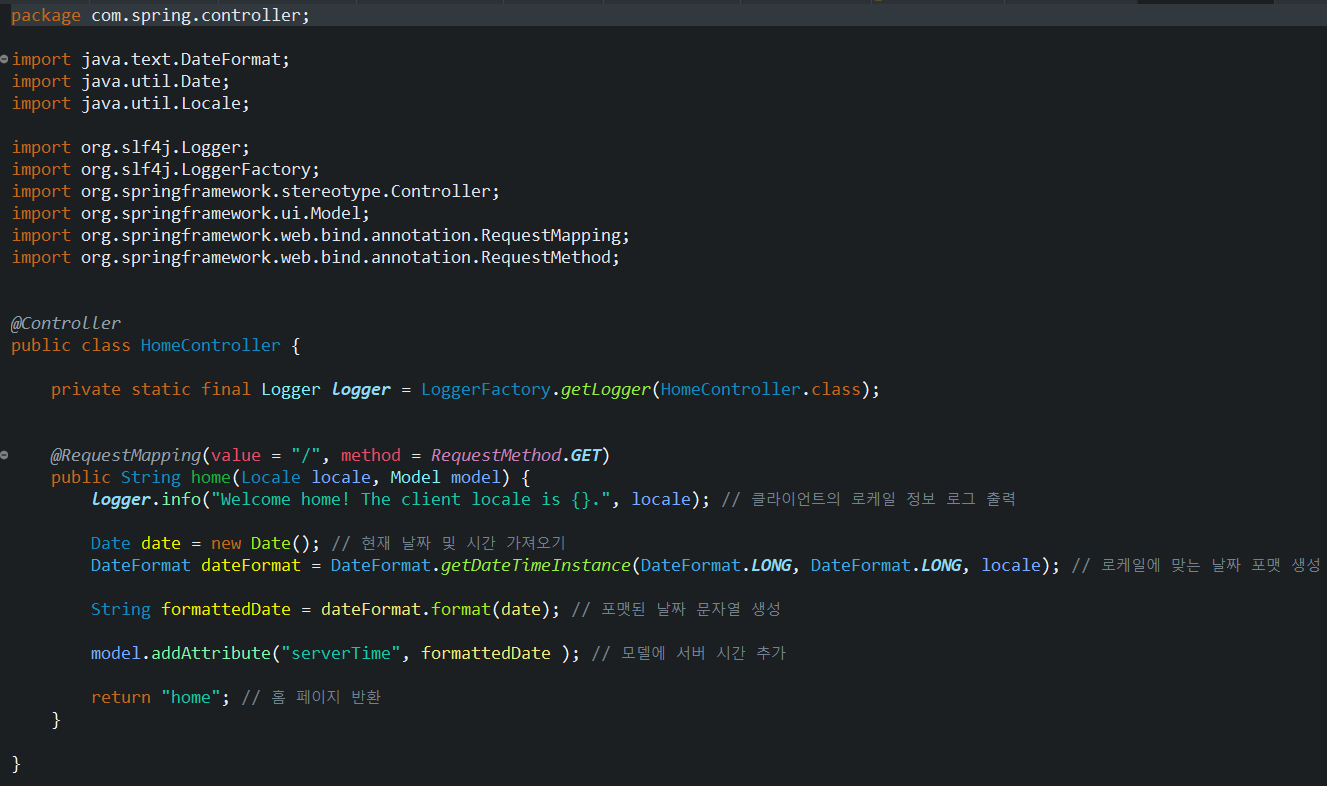 package com.spring.controller;
import java.text.DateFormat;
import java.util.Date;
import java.util.Locale;
import org.slf4j.Logger;
import org.slf4j.LoggerFactory;
import org.springframework.stereotype.Controller;
import org.springframework.ui.Model;
import org.springframework.web.bind.annotation.RequestMapping;
import org.springframework.web.bind.annotation.RequestMethod;
@Controller
public class HomeController {
private static final Logger logger = LoggerFactory.getLogger(HomeController.class);
@RequestMapping(value = "/", method = RequestMethod.GET)
public String home(Locale locale, Model model) {
logger.info("Welcome home! The client locale is {}.", locale); // 클라이언트의 로케일 정보 로그 출력
Date date = new Date(); // 현재 날짜 및 시간 가져오기
DateFormat dateFormat = DateFormat.getDateTimeInstance(DateFormat.LONG, DateFormat.LONG, locale); // 로케일에 맞는 날짜 포맷 생성
String formattedDate = dateFormat.format(date); // 포맷된 날짜 문자열 생성
model.addAttribute("serverTime", formattedDate ); // 모델에 서버 시간 추가
return "home"; // 홈 페이지 반환
}
}